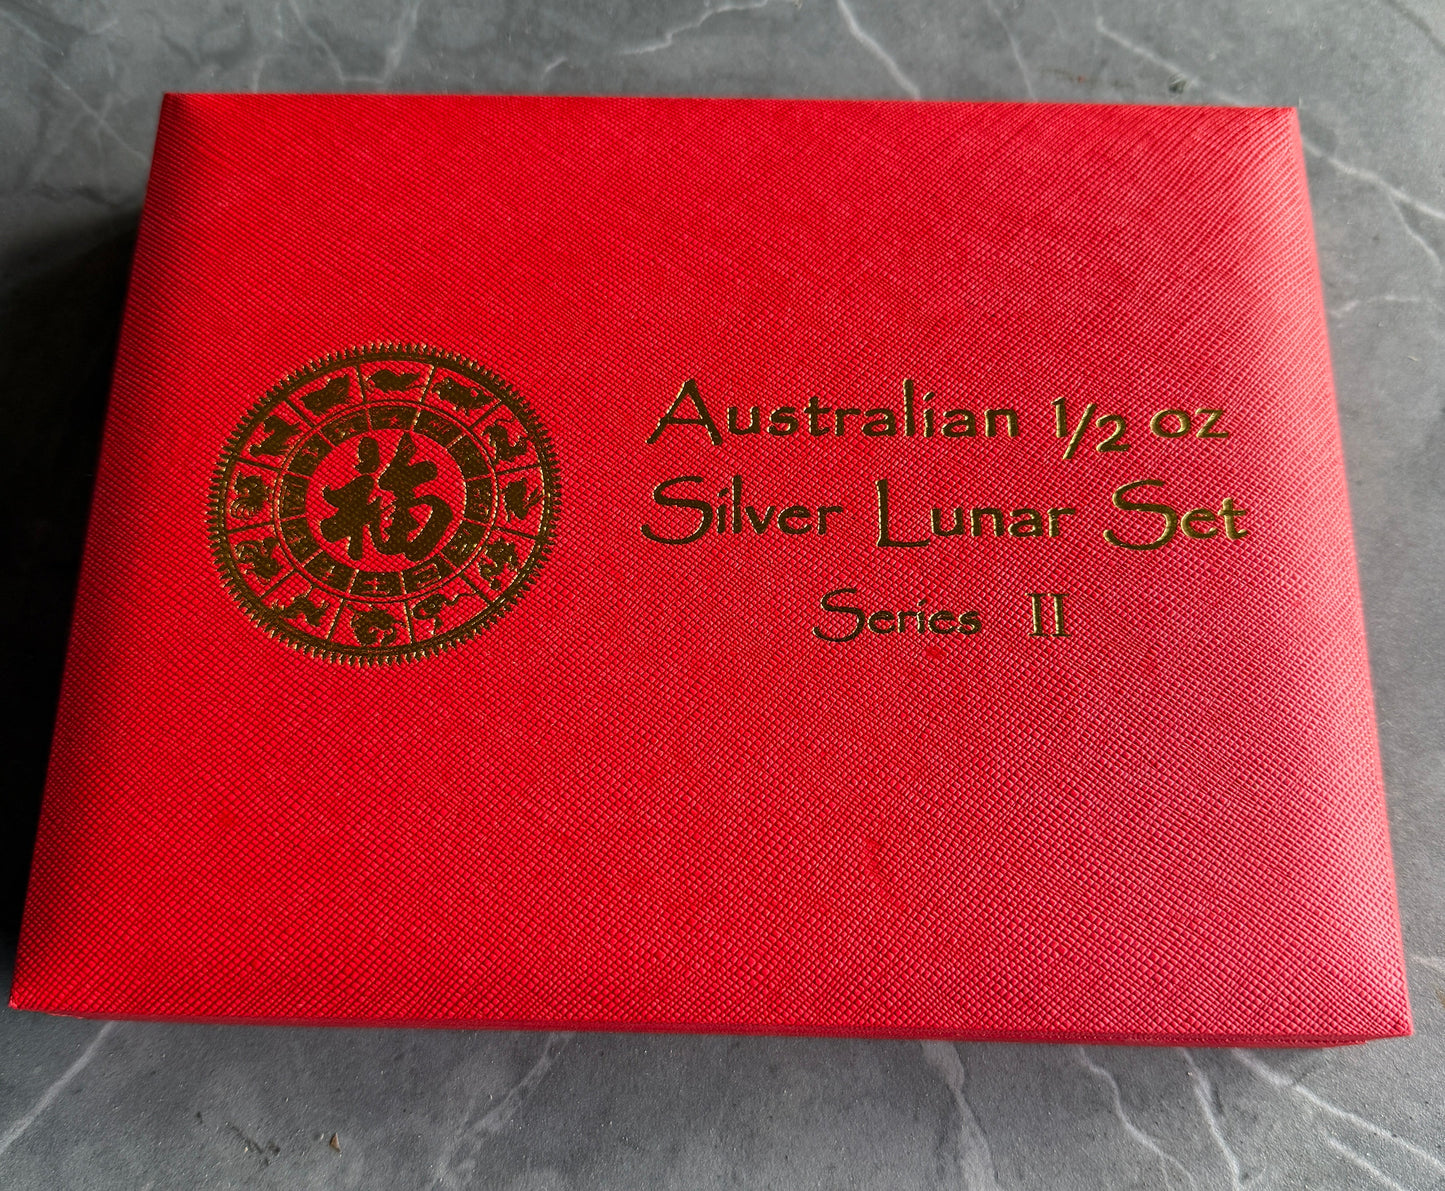 福
Australian 1/2 oz
Silver Lunar Set
Series II